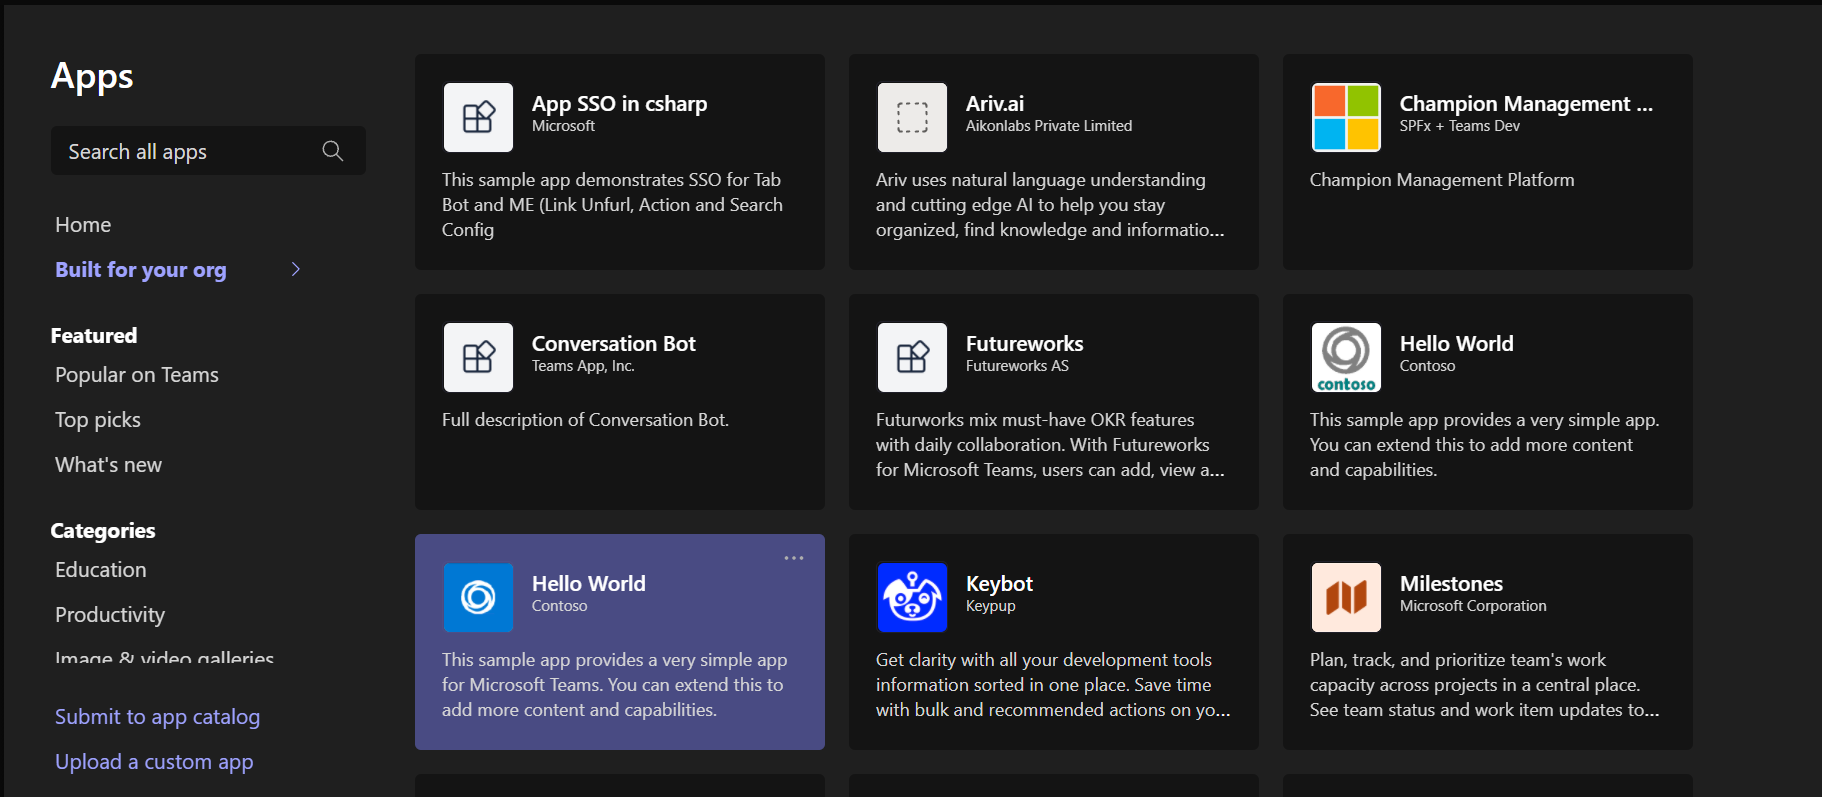 Apps
Search all apps
Home
Built for your org
Featured
Popular on Teams
Top picks
What's new
Categories
Education
Productivity
Image & video galleries
Submit to app catalog
Upload a custom app
App SSO in csharp
Microsoft
This sample app demonstrates SSO for Tab
Bot and ME (Link Unfurl, Action and Search
Config
Ariv.ai
Aikonlabs Private Limited
Ariv uses natural language understanding
and cutting edge AI to help you stay
organized, find knowledge and informatio...
Champion Management ...
SPFx + Teams Dev
Champion Management Platform
Conversation Bot
Teams App, Inc.
Full description of Conversation Bot.
Futureworks
Futureworks AS
Futurworks mix must-have OKR features
with daily collaboration. With Futureworks
for Microsoft Teams, users can add, view a...
contoso
Hello World
Contoso
This sample app provides a very simple app.
You can extend this to add more content
and capabilities.
Hello World
Contoso
This sample app provides a very simple app
for Microsoft Teams. You can extend this to
add more content and capabilities.
Keybot
Keypup
Get clarity with all your development tools
information sorted in one place. Save time
with bulk and recommended actions on yo...
Milestones
Microsoft Corporation
Plan, track, and prioritize team's work
capacity across projects in a central place.
See team status and work item updates to...